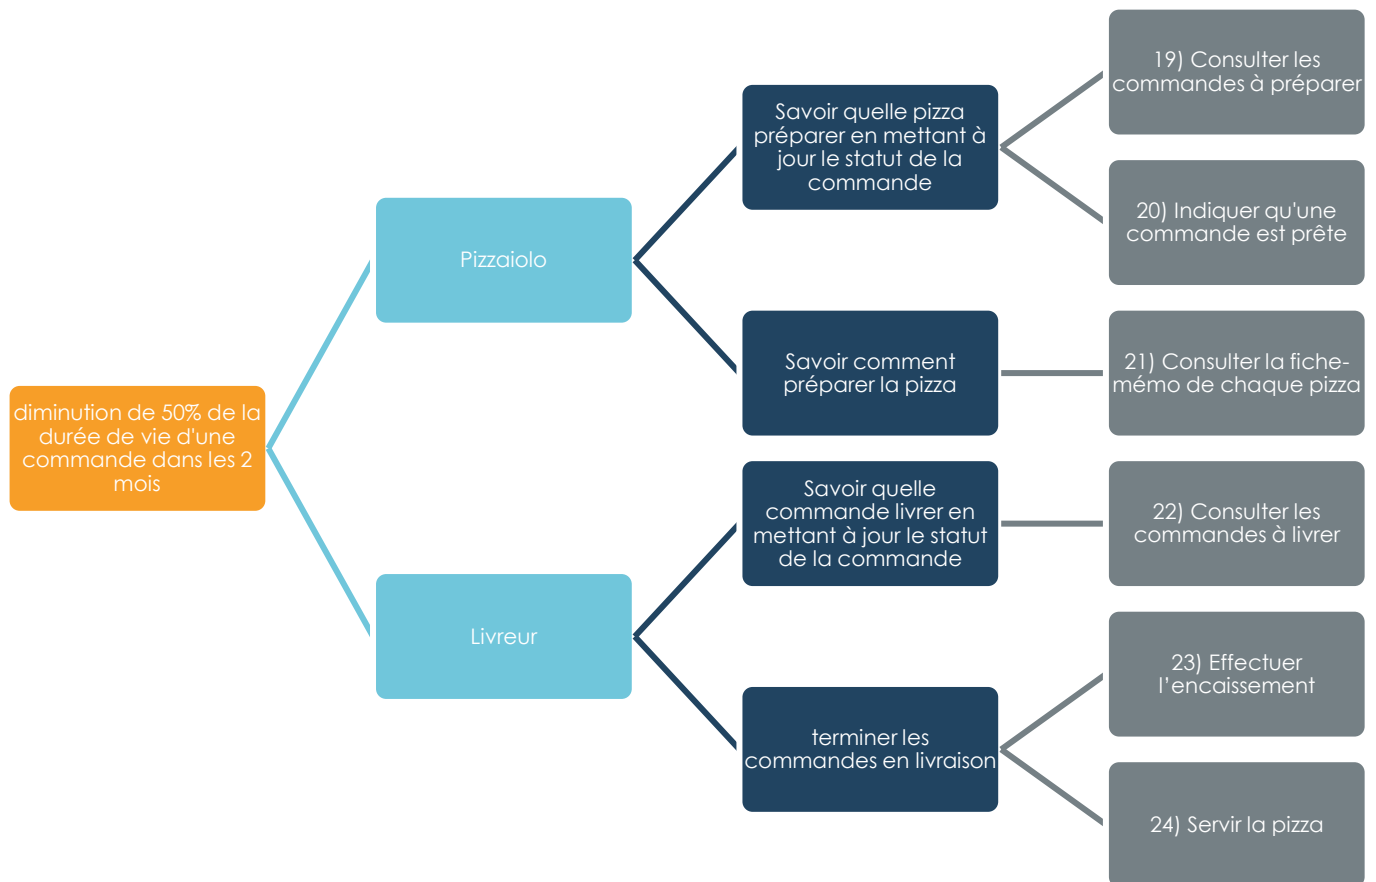 19) Consulter les
commandes à préparer
Savoir quelle pizza
préparer en mettant à
jour le statut de la
commande
20) Indiquer qu'une
commande est prête
Pizzaiolo
Savoir comment
préparer la pizza
21) Consulter la fiche-
mémo de chaque pizza
diminution de 50% de la
durée de vie d'une
commande dans les 2
mois
Savoir quelle
commande livrer en
mettant à jour le statut
de la commande
22) Consulter les
commandes à livrer
Livreur
23) Effectuer
l’encaissement
terminer les
commandes en livraison
24) Servir la pizza